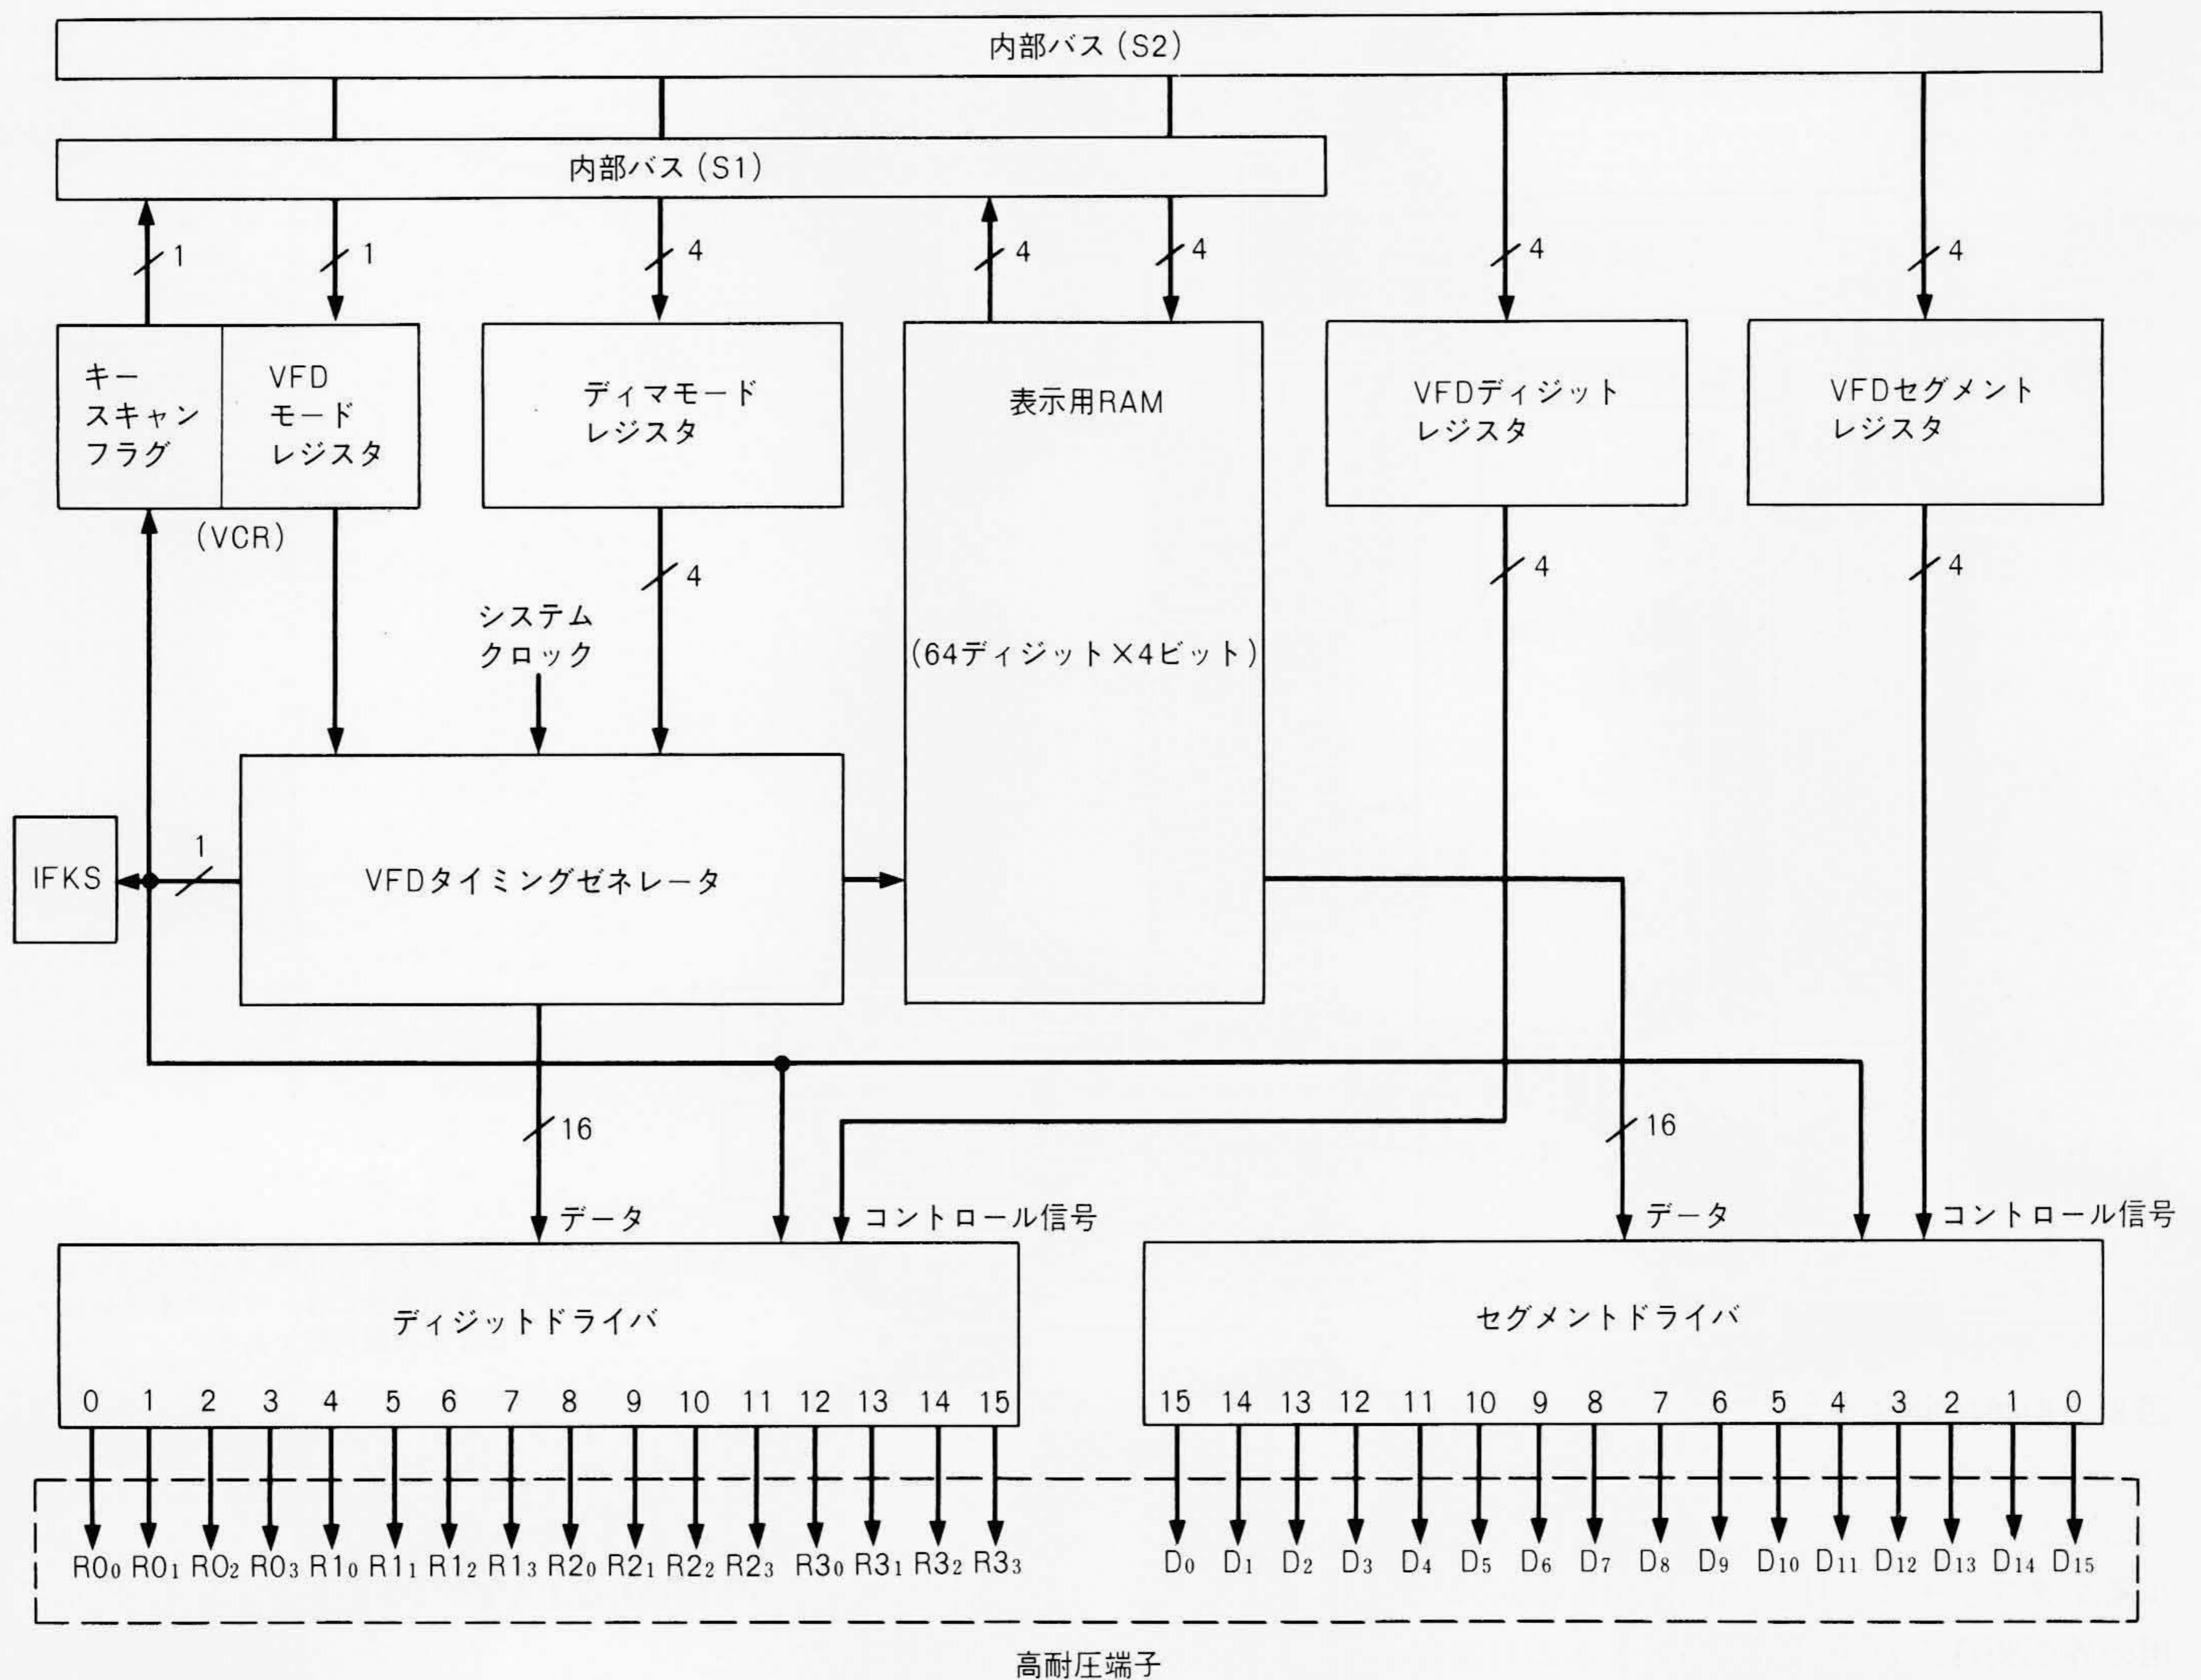 内部バス(S2)
内部バス(S1)
1
1
4
4
4
4
4
キー
スキャン
フラグ
VFD
モード
レジスタ
(VCR)
ディマモード
レジスタ
表示用RAM
(64ディジット×4ビット)
VFDディジット
レジスタ
VFDセグメント
レジスタ
4
4
4
システム
クロック
IFKS
1
VFDタイミングゼネレータ
16
16
データ
コントロール信号
データ
コントロール信号
ディジットドライバ
0 1 2 3 4 5 6 7 8 9 10 11 12 13 14 15
セグメントドライバ
15 14 13 12 11 10 9 8 7 6 5 4 3 2 1 0
R0₀ R0₁ R0₂ R0₃ R1₀ R1₁ R1₂ R1₃ R2₀ R2₁ R2₂ R2₃ R3₀ R3₁ R3₂ R3₃
D₀ D₁ D₂ D₃ D₄ D₅ D₆ D₇ D₈ D₉ D₁₀ D₁₁ D₁₂ D₁₃ D₁₄ D₁₅
高耐圧端子